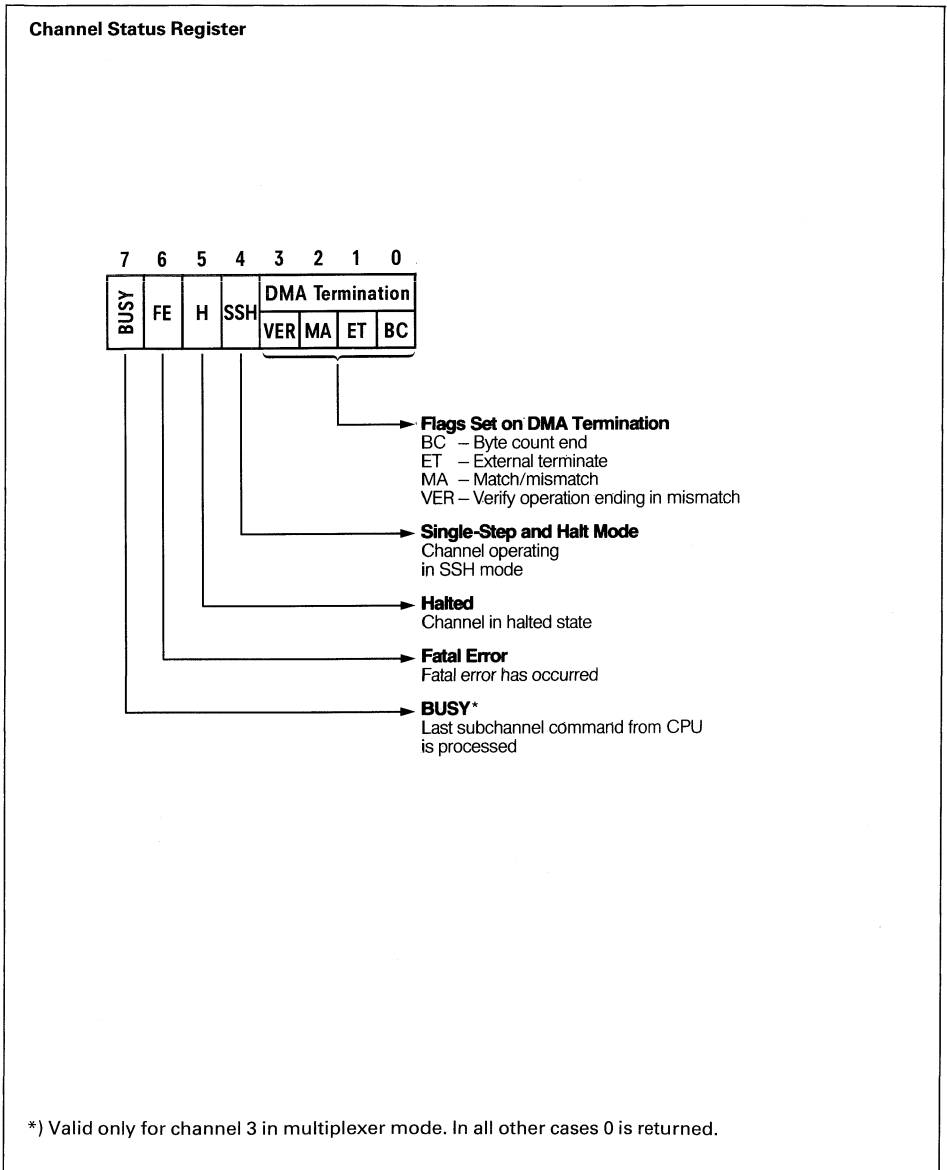 Channel Status Register
7 6 5 4 3 2 1 0
BUSY FE H SSH DMA Termination
VER MA ET BC
Flags Set on DMA Termination
BC – Byte count end
ET – External terminate
MA – Match/mismatch
VER – Verify operation ending in mismatch
Single-Step and Halt Mode
Channel operating
in SSH mode
Halted
Channel in halted state
Fatal Error
Fatal error has occurred
BUSY*
Last subchannel command from CPU
is processed
*) Valid only for channel 3 in multiplexer mode. In all other cases 0 is returned.